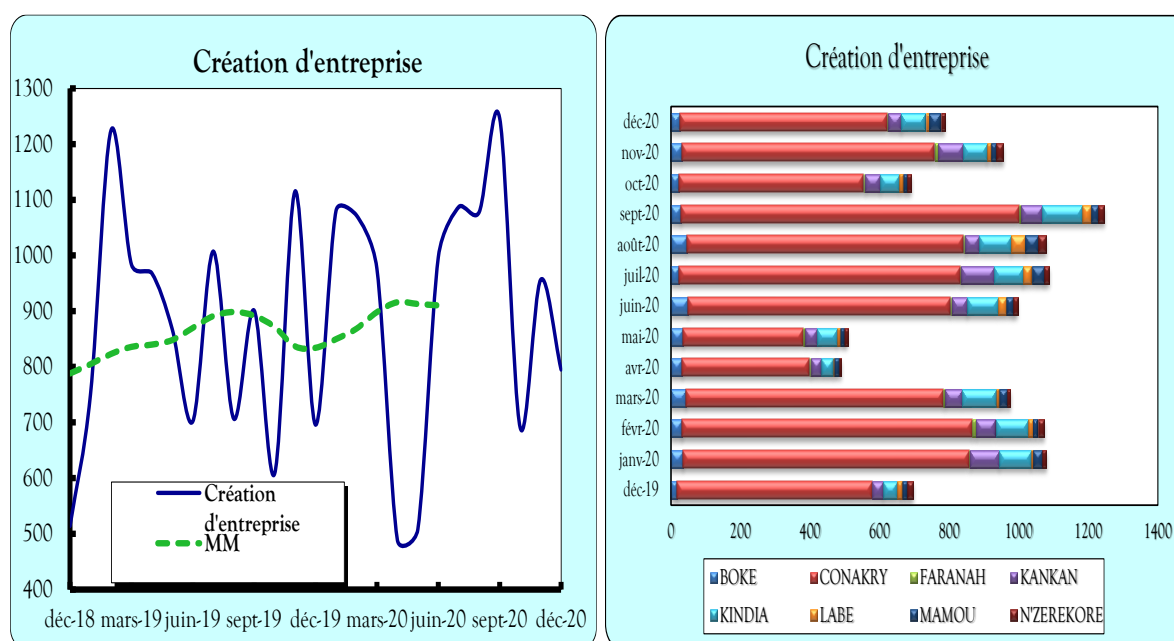 Création d'entreprise
1300
1200
1100
1000
900
800
700
600
500
400
Création
d'entreprise
MM
déc-18 mars-19 juin-19 sept-19 déc-19 mars-20 juin-20 sept-20 déc-20
Création d'entreprise
déc-20
nov-20
oct-20
sept-20
août-20
juil-20
juin-20
mai-20
avr-20
mars-20
févr-20
janv-20
déc-19
0 200 400 600 800 1000 1200 1400
BOKE CONAKRY FARANAH KANKAN
KINDIA LABE MAMOU N'ZEREKORE